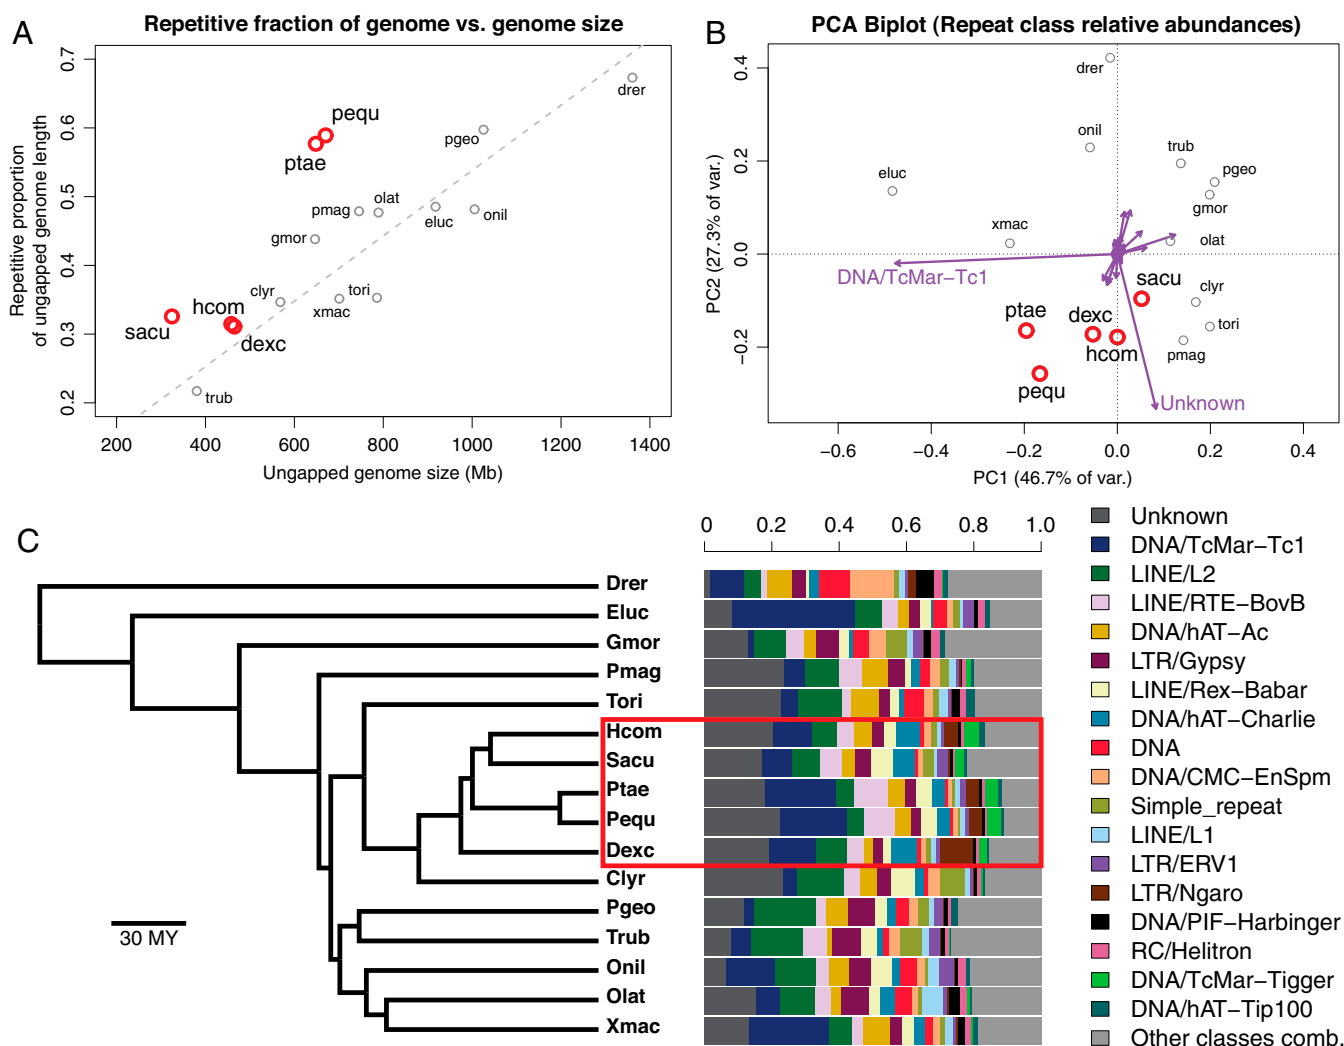 A
Repetitive fraction of genome vs. genome size
Repetitive proportion
of ungapped genome length
0.7
0.6
0.5
0.4
0.3
0.2
drer
pequ
ptae
pgeo
pmag
olat
eluc
onil
gmor
clyr
xmac
tori
hcom
sacu
dexc
trub
200
400
600
800
1000
1200
1400
Ungapped genome size (Mb)
B
PCA Biplot (Repeat class relative abundances)
PC2 (27.3% of var.)
0.4
0.2
0.0
−0.2
drer
onil
trub
eluc
pgeo
gmor
xmac
olat
DNA/TcMar−Tc1
sacu
clyr
ptae
dexc
tori
hcom
pmag
pequ
Unknown
−0.6
−0.4
−0.2
0.0
0.2
0.4
PC1 (46.7% of var.)
C
Drer
Eluc
Gmor
Pmag
Tori
Hcom
Sacu
Ptae
Pequ
Dexc
Clyr
Pgeo
Trub
Onil
Olat
Xmac
30 MY
0
0.2
0.4
0.6
0.8
1.0
Unknown
DNA/TcMar−Tc1
LINE/L2
LINE/RTE−BovB
DNA/hAT−Ac
LTR/Gypsy
LINE/Rex−Babar
DNA/hAT−Charlie
DNA
DNA/CMC−EnSpm
Simple_repeat
LINE/L1
LTR/ERV1
LTR/Ngaro
DNA/PIF−Harbinger
RC/Helitron
DNA/TcMar−Tigger
DNA/hAT−Tip100
Other classes comb.